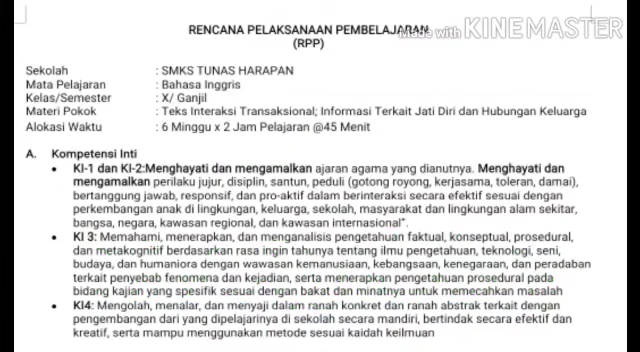 RENCANA PELAKSANAAN PEMBELAJARAN
(RPP)
Made with KINEMASTER
Sekolah : SMKS TUNAS HARAPAN
Mata Pelajaran : Bahasa Inggris
Kelas/Semester : X/ Ganjil
Materi Pokok : Teks Interaksi Transaksional; Informasi Terkait Jati Diri dan Hubungan Keluarga
Alokasi Waktu : 6 Minggu x 2 Jam Pelajaran @45 Menit
A. Kompetensi Inti
• KI-1 dan KI-2:Menghayati dan mengamalkan ajaran agama yang dianutnya. Menghayati dan
mengamalkan perilaku jujur, disiplin, santun, peduli (gotong royong, kerjasama, toleran, damai),
bertanggung jawab, responsif, dan pro-aktif dalam berinteraksi secara efektif sesuai dengan
perkembangan anak di lingkungan, keluarga, sekolah, masyarakat dan lingkungan alam sekitar,
bangsa, negara, kawasan regional, dan kawasan internasional".
• KI 3: Memahami, menerapkan, dan menganalisis pengetahuan faktual, konseptual, prosedural,
dan metakognitif berdasarkan rasa ingin tahunya tentang ilmu pengetahuan, teknologi, seni,
budaya, dan humaniora dengan wawasan kemanusiaan, kebangsaan, kenegaraan, dan peradaban
terkait penyebab fenomena dan kejadian, serta menerapkan pengetahuan prosedural pada
bidang kajian yang spesifik sesuai dengan bakat dan minatnya untuk memecahkan masalah
• KI4: Mengolah, menalar, dan menyaji dalam ranah konkret dan ranah abstrak terkait dengan
pengembangan dari yang dipelajarinya di sekolah secara mandiri, bertindak secara efektif dan
kreatif, serta mampu menggunakan metode sesuai kaidah keilmuan